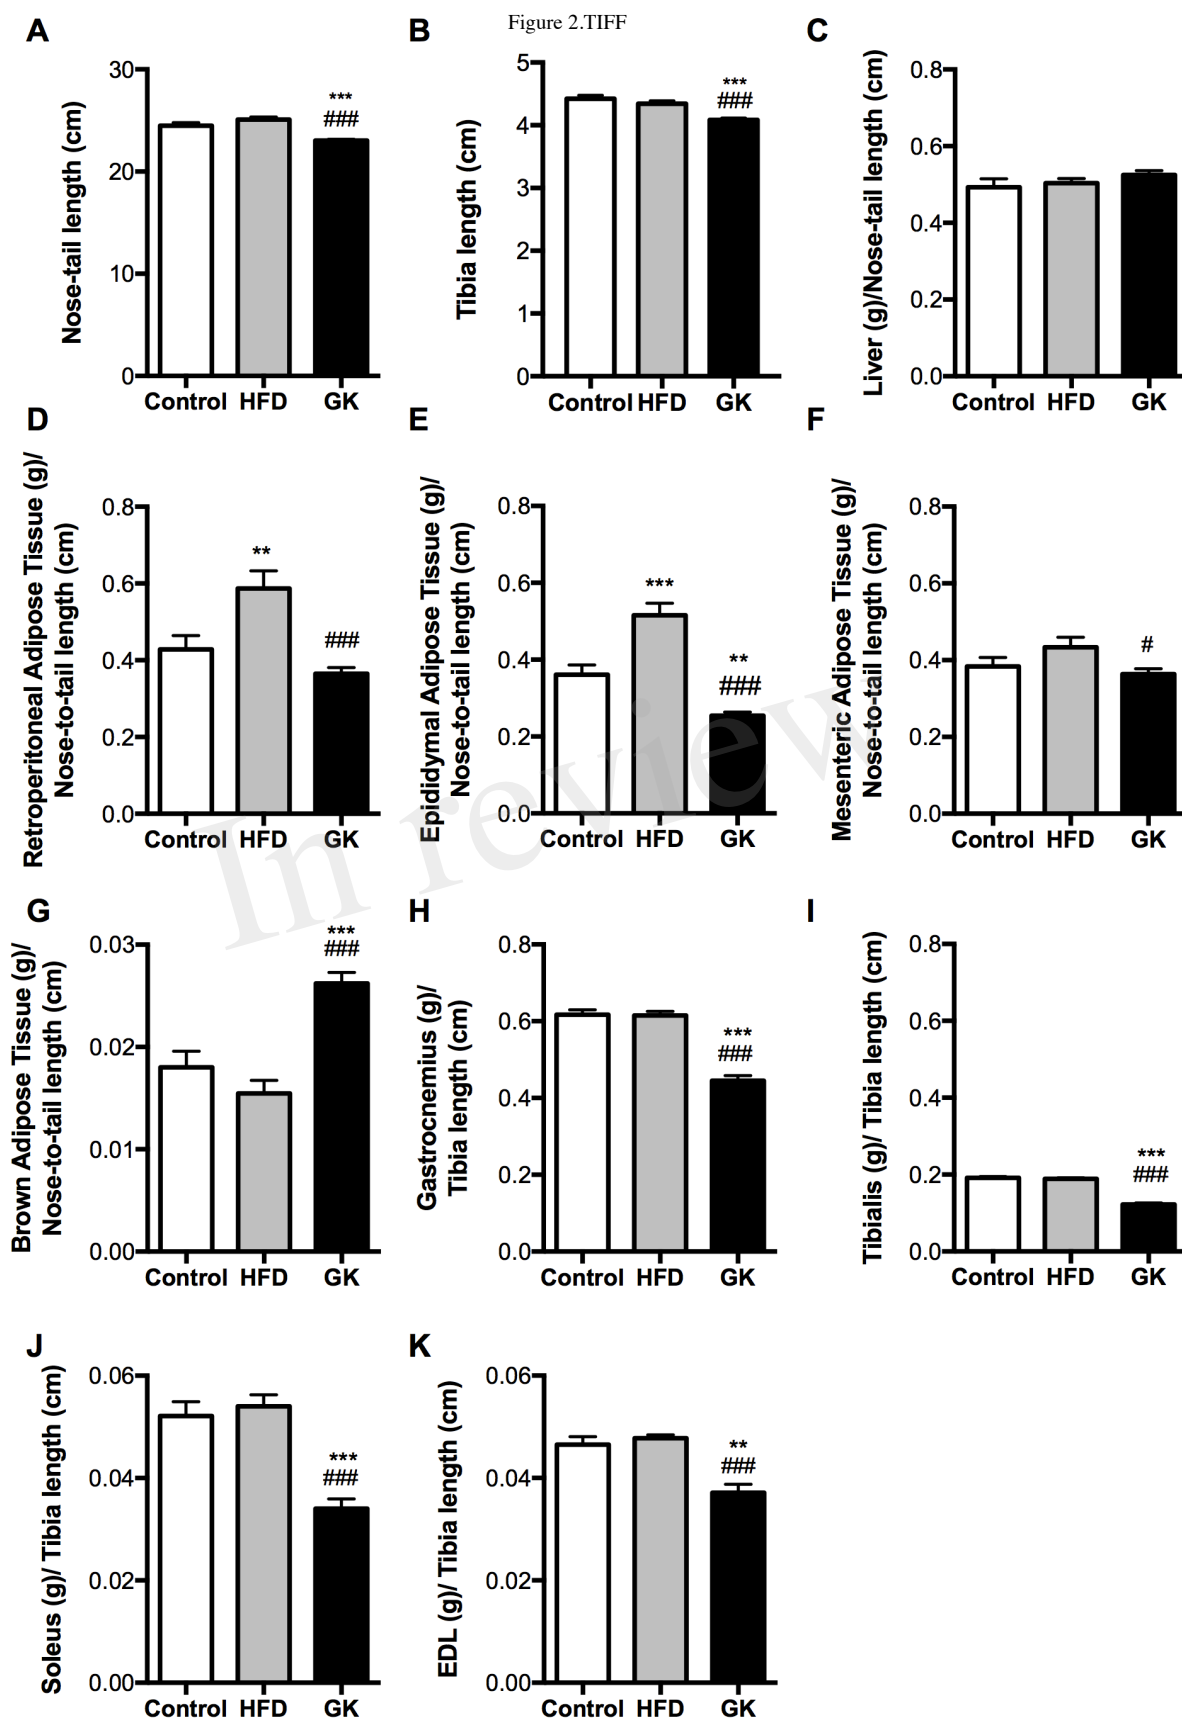 Figure 2.TIFF
A
Nose-tail length (cm)
30
20
10
0
Control HFD GK
***
###
B
Tibia length (cm)
5
4
3
2
1
0
Control HFD GK
***
###
C
Liver (g)/Nose-tail length (cm)
0.8
0.6
0.4
0.2
0.0
Control HFD GK
D
Retroperitoneal Adipose Tissue (g)/
Nose-to-tail length (cm)
0.8
0.6
0.4
0.2
0.0
Control HFD GK
**
###
E
Epididymal Adipose Tissue (g)/
Nose-to-tail length (cm)
0.8
0.6
0.4
0.2
0.0
Control HFD GK
***
**
###
F
Mesenteric Adipose Tissue (g)/
Nose-to-tail length (cm)
0.8
0.6
0.4
0.2
0.0
Control HFD GK
#
In review
G
Brown Adipose Tissue (g)/
Nose-to-tail length (cm)
0.03
0.02
0.01
0.00
Control HFD GK
***
###
H
Gastrocnemius (g)/
Tibia length (cm)
0.8
0.6
0.4
0.2
0.0
Control HFD GK
***
###
I
Tibialis (g)/ Tibia length (cm)
0.8
0.6
0.4
0.2
0.0
Control HFD GK
***
###
J
Soleus (g)/ Tibia length (cm)
0.06
0.04
0.02
0.00
Control HFD GK
***
###
K
EDL (g)/ Tibia length (cm)
0.06
0.04
0.02
0.00
Control HFD GK
**
###